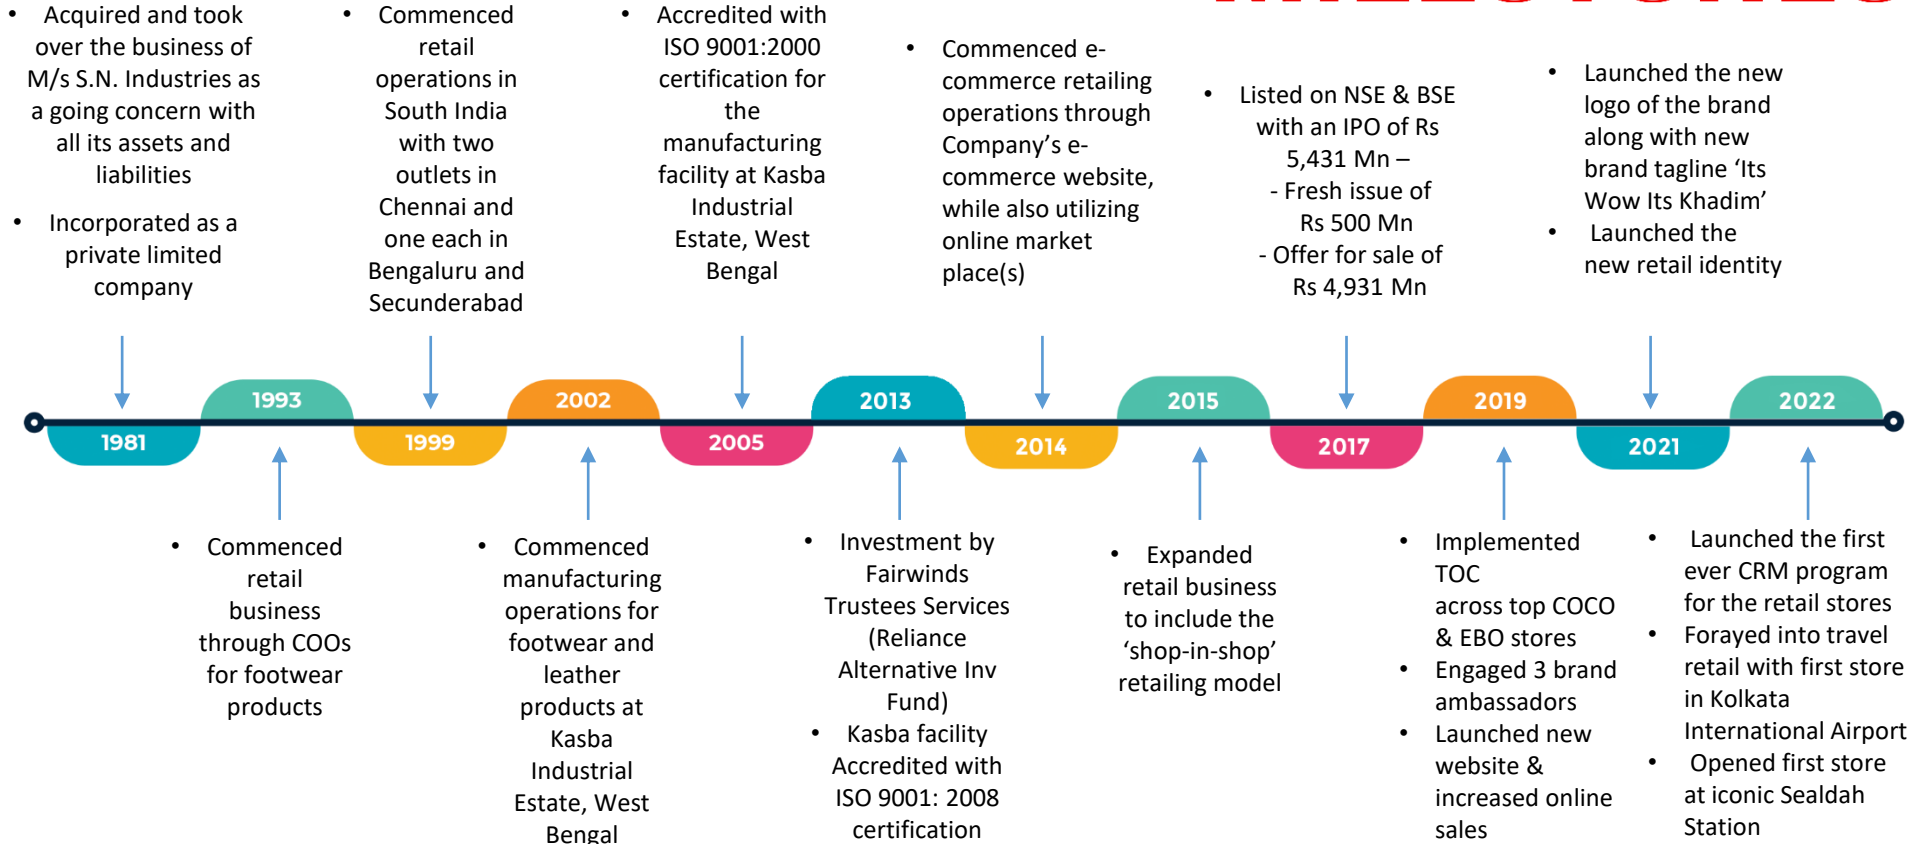 • Acquired and took
over the business of
M/s S.N. Industries as
a going concern with
all its assets and
liabilities
• Incorporated as a
private limited
company
• Commenced
retail
operations in
South India
with two
outlets in
Chennai and
one each in
Bengaluru and
Secunderabad
• Accredited with
ISO 9001:2000
certification for
the
manufacturing
facility at Kasba
Industrial
Estate, West
Bengal
• Commenced e-
commerce retailing
operations through
Company’s e-
commerce website,
while also utilizing
online market
place(s)
• Listed on NSE & BSE
with an IPO of Rs
5,431 Mn –
- Fresh issue of
Rs 500 Mn
- Offer for sale of
Rs 4,931 Mn
• Launched the new
logo of the brand
along with new
brand tagline ‘Its
Wow Its Khadim’
• Launched the
new retail identity
1981
1993
1999
2002
2005
2013
2014
2015
2017
2019
2021
2022
• Commenced
retail
business
through COOs
for footwear
products
• Commenced
manufacturing
operations for
footwear and
leather
products at
Kasba
Industrial
Estate, West
Bengal
• Investment by
Fairwinds
Trustees Services
(Reliance
Alternative Inv
Fund)
• Kasba facility
Accredited with
ISO 9001: 2008
certification
• Expanded
retail business
to include the
‘shop-in-shop’
retailing model
• Implemented
TOC
across top COCO
& EBO stores
• Engaged 3 brand
ambassadors
• Launched new
website &
increased online
sales
• Launched the first
ever CRM program
for the retail stores
• Forayed into travel
retail with first store
in Kolkata
International Airport
• Opened first store
at iconic Sealdah
Station